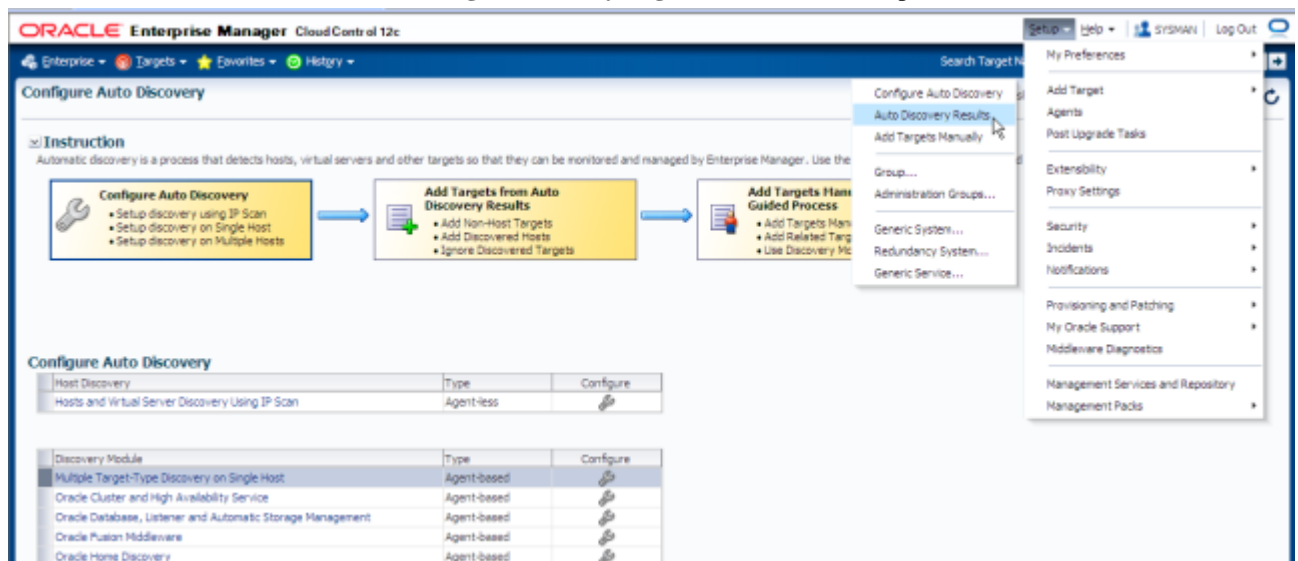 ORACLE Enterprise Manager Cloud Control 12c
Setup Help SYSMAN Log Out
Enterprise Targets Favorites History
Search Target N
Configure Auto Discovery
Instruction
Automatic discovery is a process that detects hosts, virtual servers and other targets so that they can be monitored and managed by Enterprise Manager. Use the
Configure Auto Discovery
• Setup discovery using IP Scan
• Setup discovery on Single Host
• Setup discovery on Multiple Hosts
Add Targets from Auto
Discovery Results
• Add Non-Host Targets
• Add Discovered Hosts
• Ignore Discovered Targets
Add Targets Man
Guided Process
• Add Targets Man
• Add Related Targ
• Use Discovery Mo
Configure Auto Discovery
Auto Discovery Results
Add Targets Manually
Group...
Administration Groups...
Generic System...
Redundancy System...
Generic Service...
My Preferences
Add Target
Agents
Post Upgrade Tasks
Extensibility
Proxy Settings
Security
Incidents
Notifications
Provisioning and Patching
My Oracle Support
Middleware Diagnostics
Management Services and Repository
Management Packs
Configure Auto Discovery
Host Discovery Type Configure
Hosts and Virtual Server Discovery Using IP Scan Agent-less
Discovery Module Type Configure
Multiple Target-Type Discovery on Single Host Agent-based
Oracle Cluster and High Availability Service Agent-based
Oracle Database, Listener and Automatic Storage Management Agent-based
Oracle Fusion Middleware Agent-based
Oracle Home Discovery Agent-based